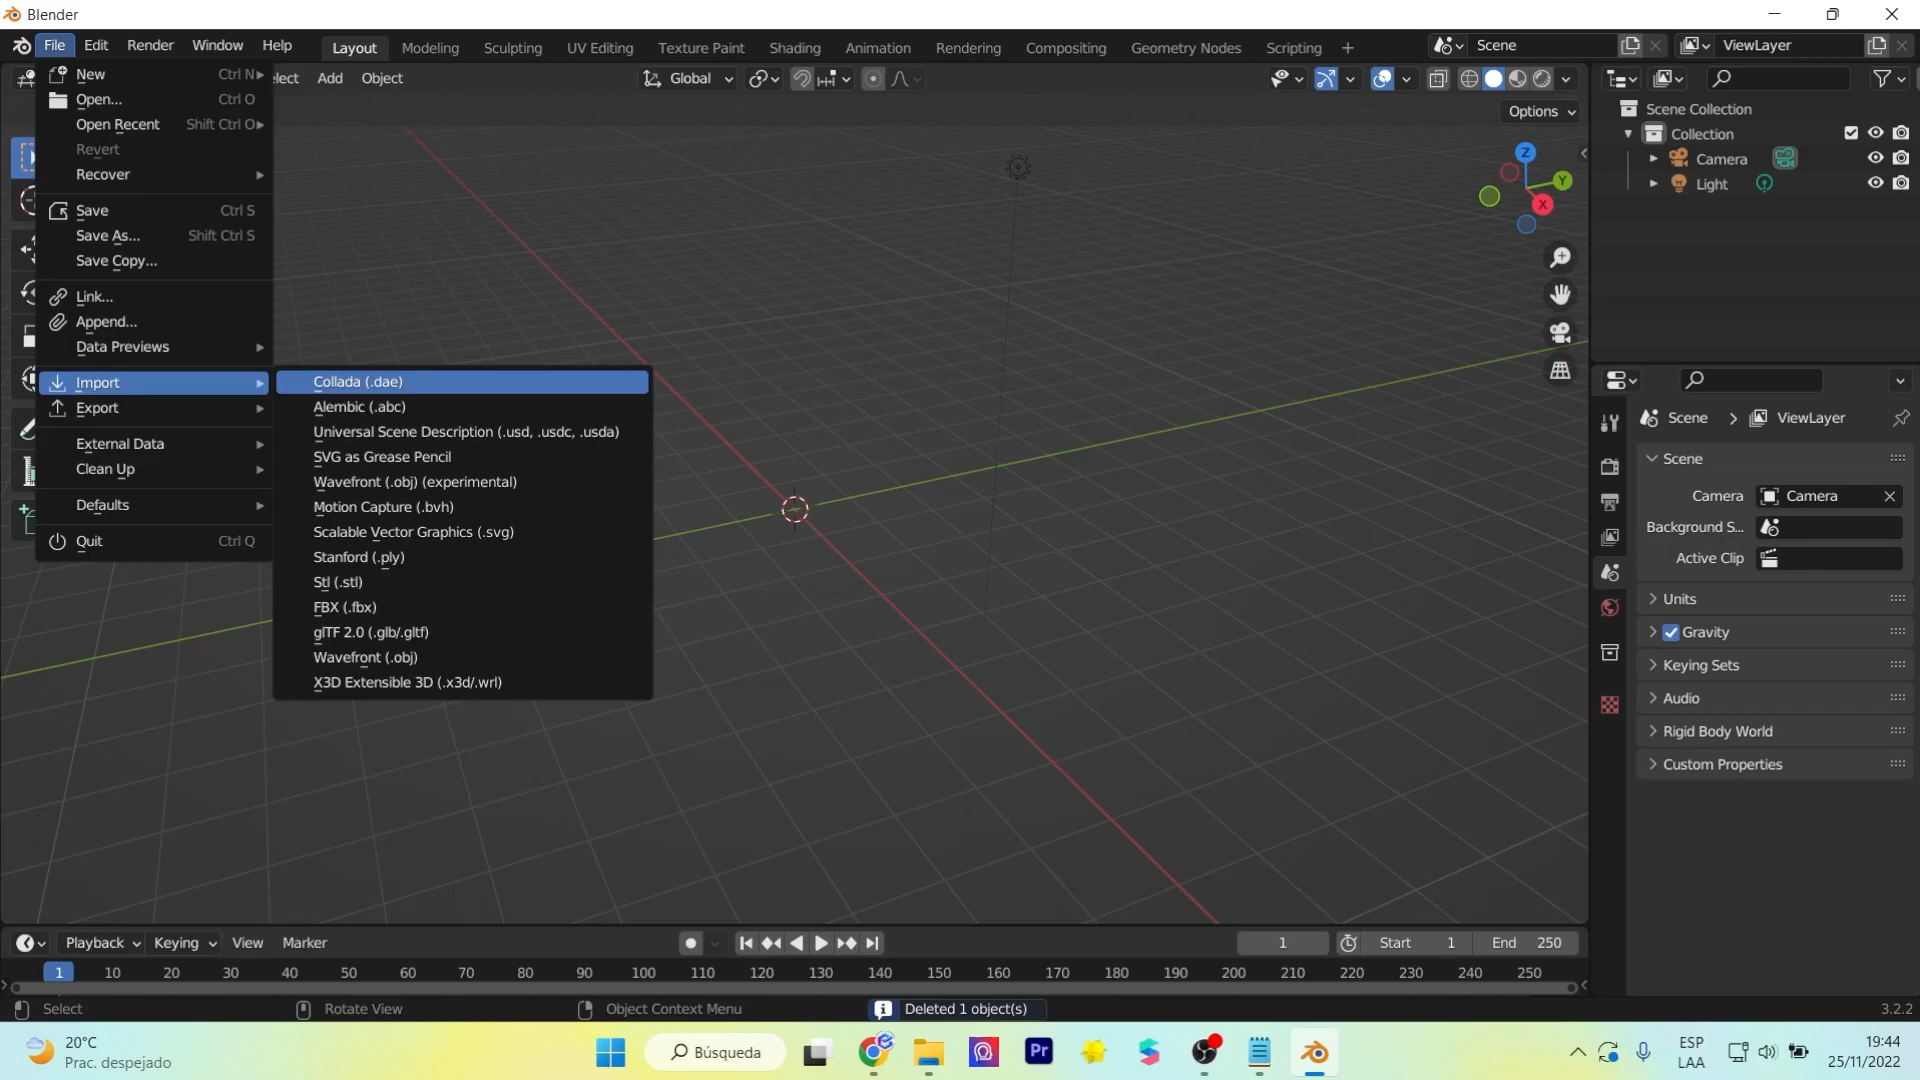 Blender
File Edit Render Window Help Layout Modeling Sculpting UV Editing Texture Paint Shading Animation Rendering Compositing Geometry Nodes Scripting + Scene ViewLayer
lect Add Object Global
Options
New Ctrl N
Open... Ctrl O
Open Recent Shift Ctrl O
Revert
Recover
Save Ctrl S
Save As... Shift Ctrl S
Save Copy...
Link...
Append...
Data Previews
Import
Export
External Data
Clean Up
Defaults
Quit Ctrl Q
Collada (.dae)
Alembic (.abc)
Universal Scene Description (.usd, .usdc, .usda)
SVG as Grease Pencil
Wavefront (.obj) (experimental)
Motion Capture (.bvh)
Scalable Vector Graphics (.svg)
Stanford (.ply)
Stl (.stl)
FBX (.fbx)
glTF 2.0 (.glb/.gltf)
Wavefront (.obj)
X3D Extensible 3D (.x3d/.wrl)
Z
Y
X
Scene Collection
Collection
Camera
Light
Scene ViewLayer
Scene
Camera Camera
Background S...
Active Clip
Units
Gravity
Keying Sets
Audio
Rigid Body World
Custom Properties
Playback Keying View Marker 1 Start 1 End 250
1 10 20 30 40 50 60 70 80 90 100 110 120 130 140 150 160 170 180 190 200 210 220 230 240 250
Select Rotate View Object Context Menu Deleted 1 object(s) 3.2.2
20°C
Prac. despejado
Búsqueda
Pr
ESP
LAA
19:44
25/11/2022